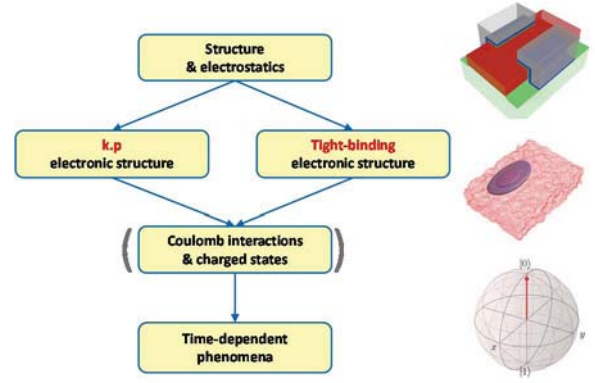 Structure
& electrostatics
k.p
electronic structure
Tight-binding
electronic structure
( Coulomb interactions
& charged states )
Time-dependent
phenomena
|0⟩
x
y
|1⟩